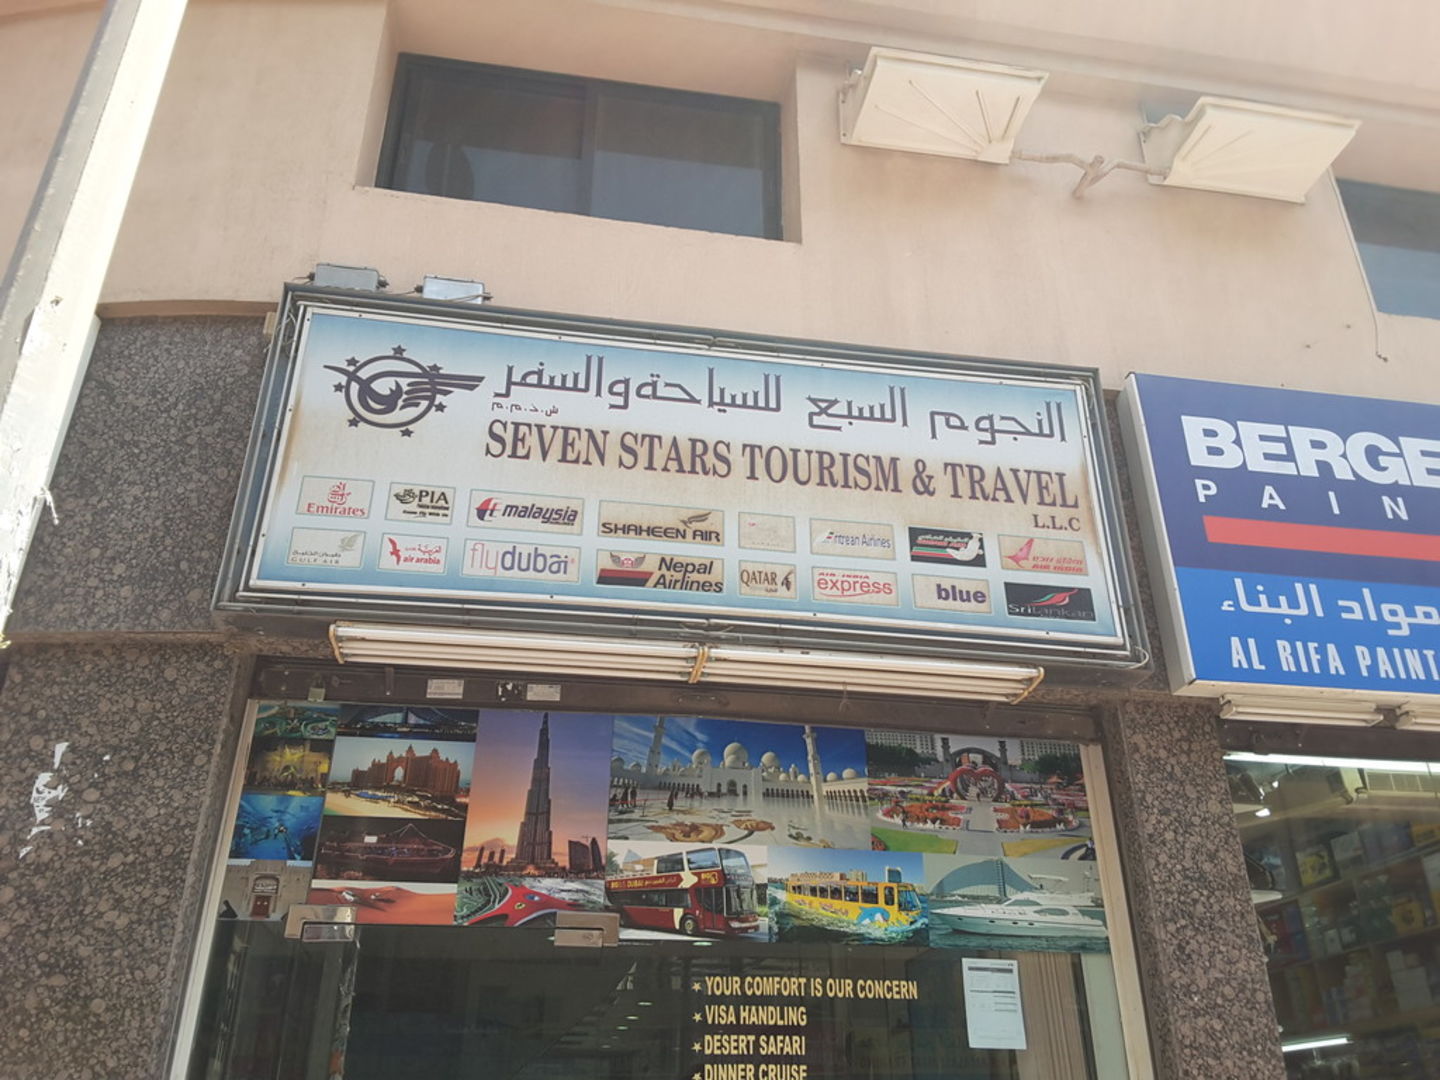 النجوم السبع للسياحة والسفر
ش.ذ.م.م
SEVEN STARS TOURISM & TRAVEL
L.L.C
Emirates
PIA
malaysia
SHAHEEN AIR
Eritrean Airlines
AIR INDIA
GULF AIR
العربية
air arabia
flydubai
Nepal Airlines
QATAR
AIR-INDIA
express
blue
SriLankan
BERGE
PAIN
مواد البناء
AL RIFA PAINT
YOUR COMFORT IS OUR CONCERN
VISA HANDLING
DESERT SAFARI
DINNER CRUISE